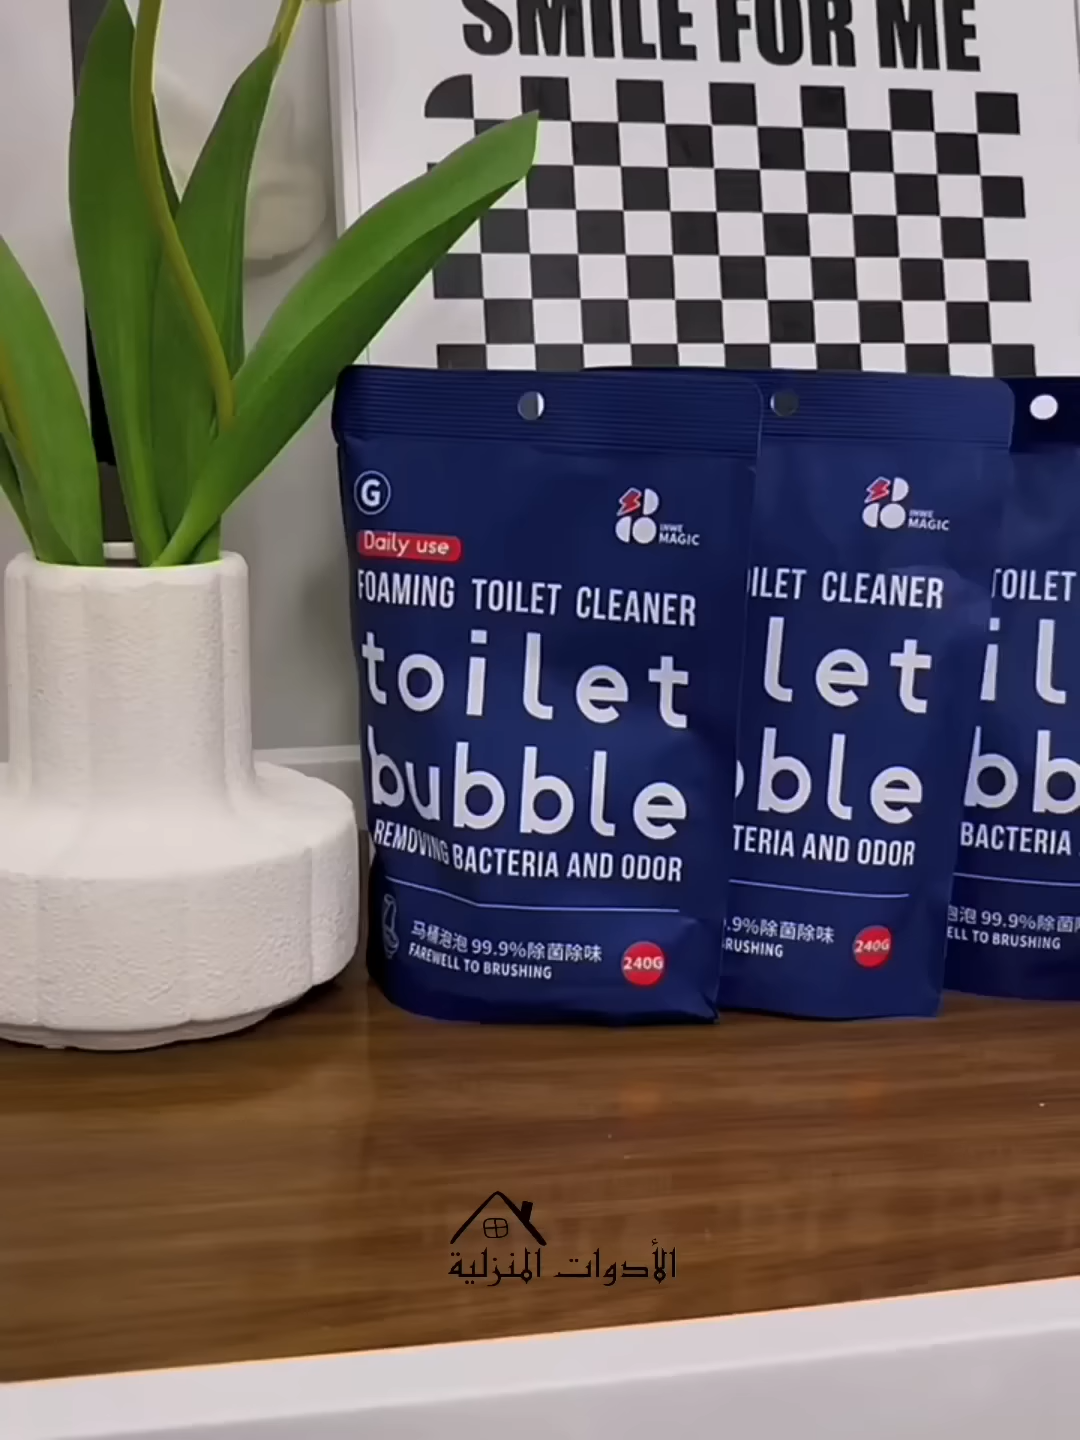 SMILE FOR ME
G
INWE
MAGIC
Daily use
FOAMING TOILET CLEANER
toilet
bubble
REMOVING BACTERIA AND ODOR
马桶泡泡 99.9%除菌除味
FAREWELL TO BRUSHING
240G
INWE
MAGIC
ILET CLEANER
let
ble
TERIA AND ODOR
.9%除菌除味
RUSHING
240G
TOILET
il
bb
BACTERIA
泡 99.9%除菌
ELL TO BRUSHING
الأدوات المنزلية